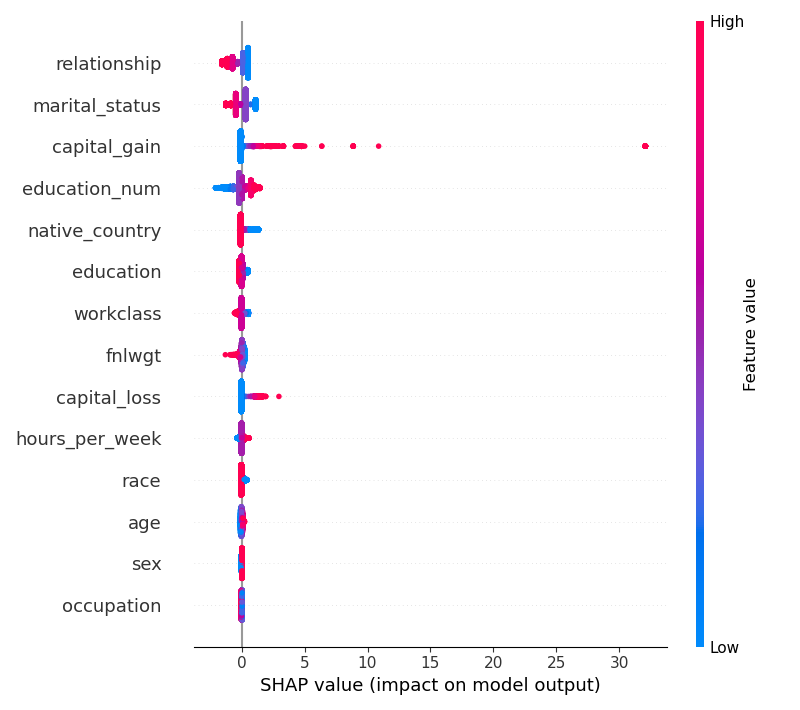 High
relationship
marital_status
capital_gain
education_num
native_country
education
workclass
fnlwgt
capital_loss
hours_per_week
race
age
sex
occupation
Feature value
Low
0 5 10 15 20 25 30
SHAP value (impact on model output)